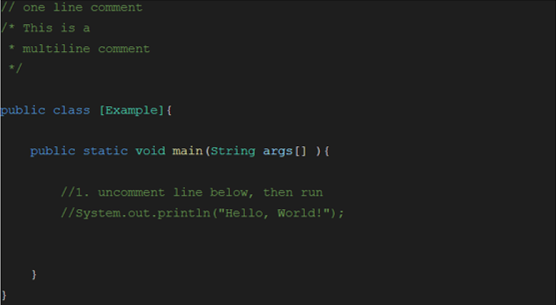 // one line comment
/* This is a
 * multiline comment
 */
public class [Example]{
    public static void main(String args[] ){
        //1. uncomment line below, then run
        //System.out.println("Hello, World!");
    }
}